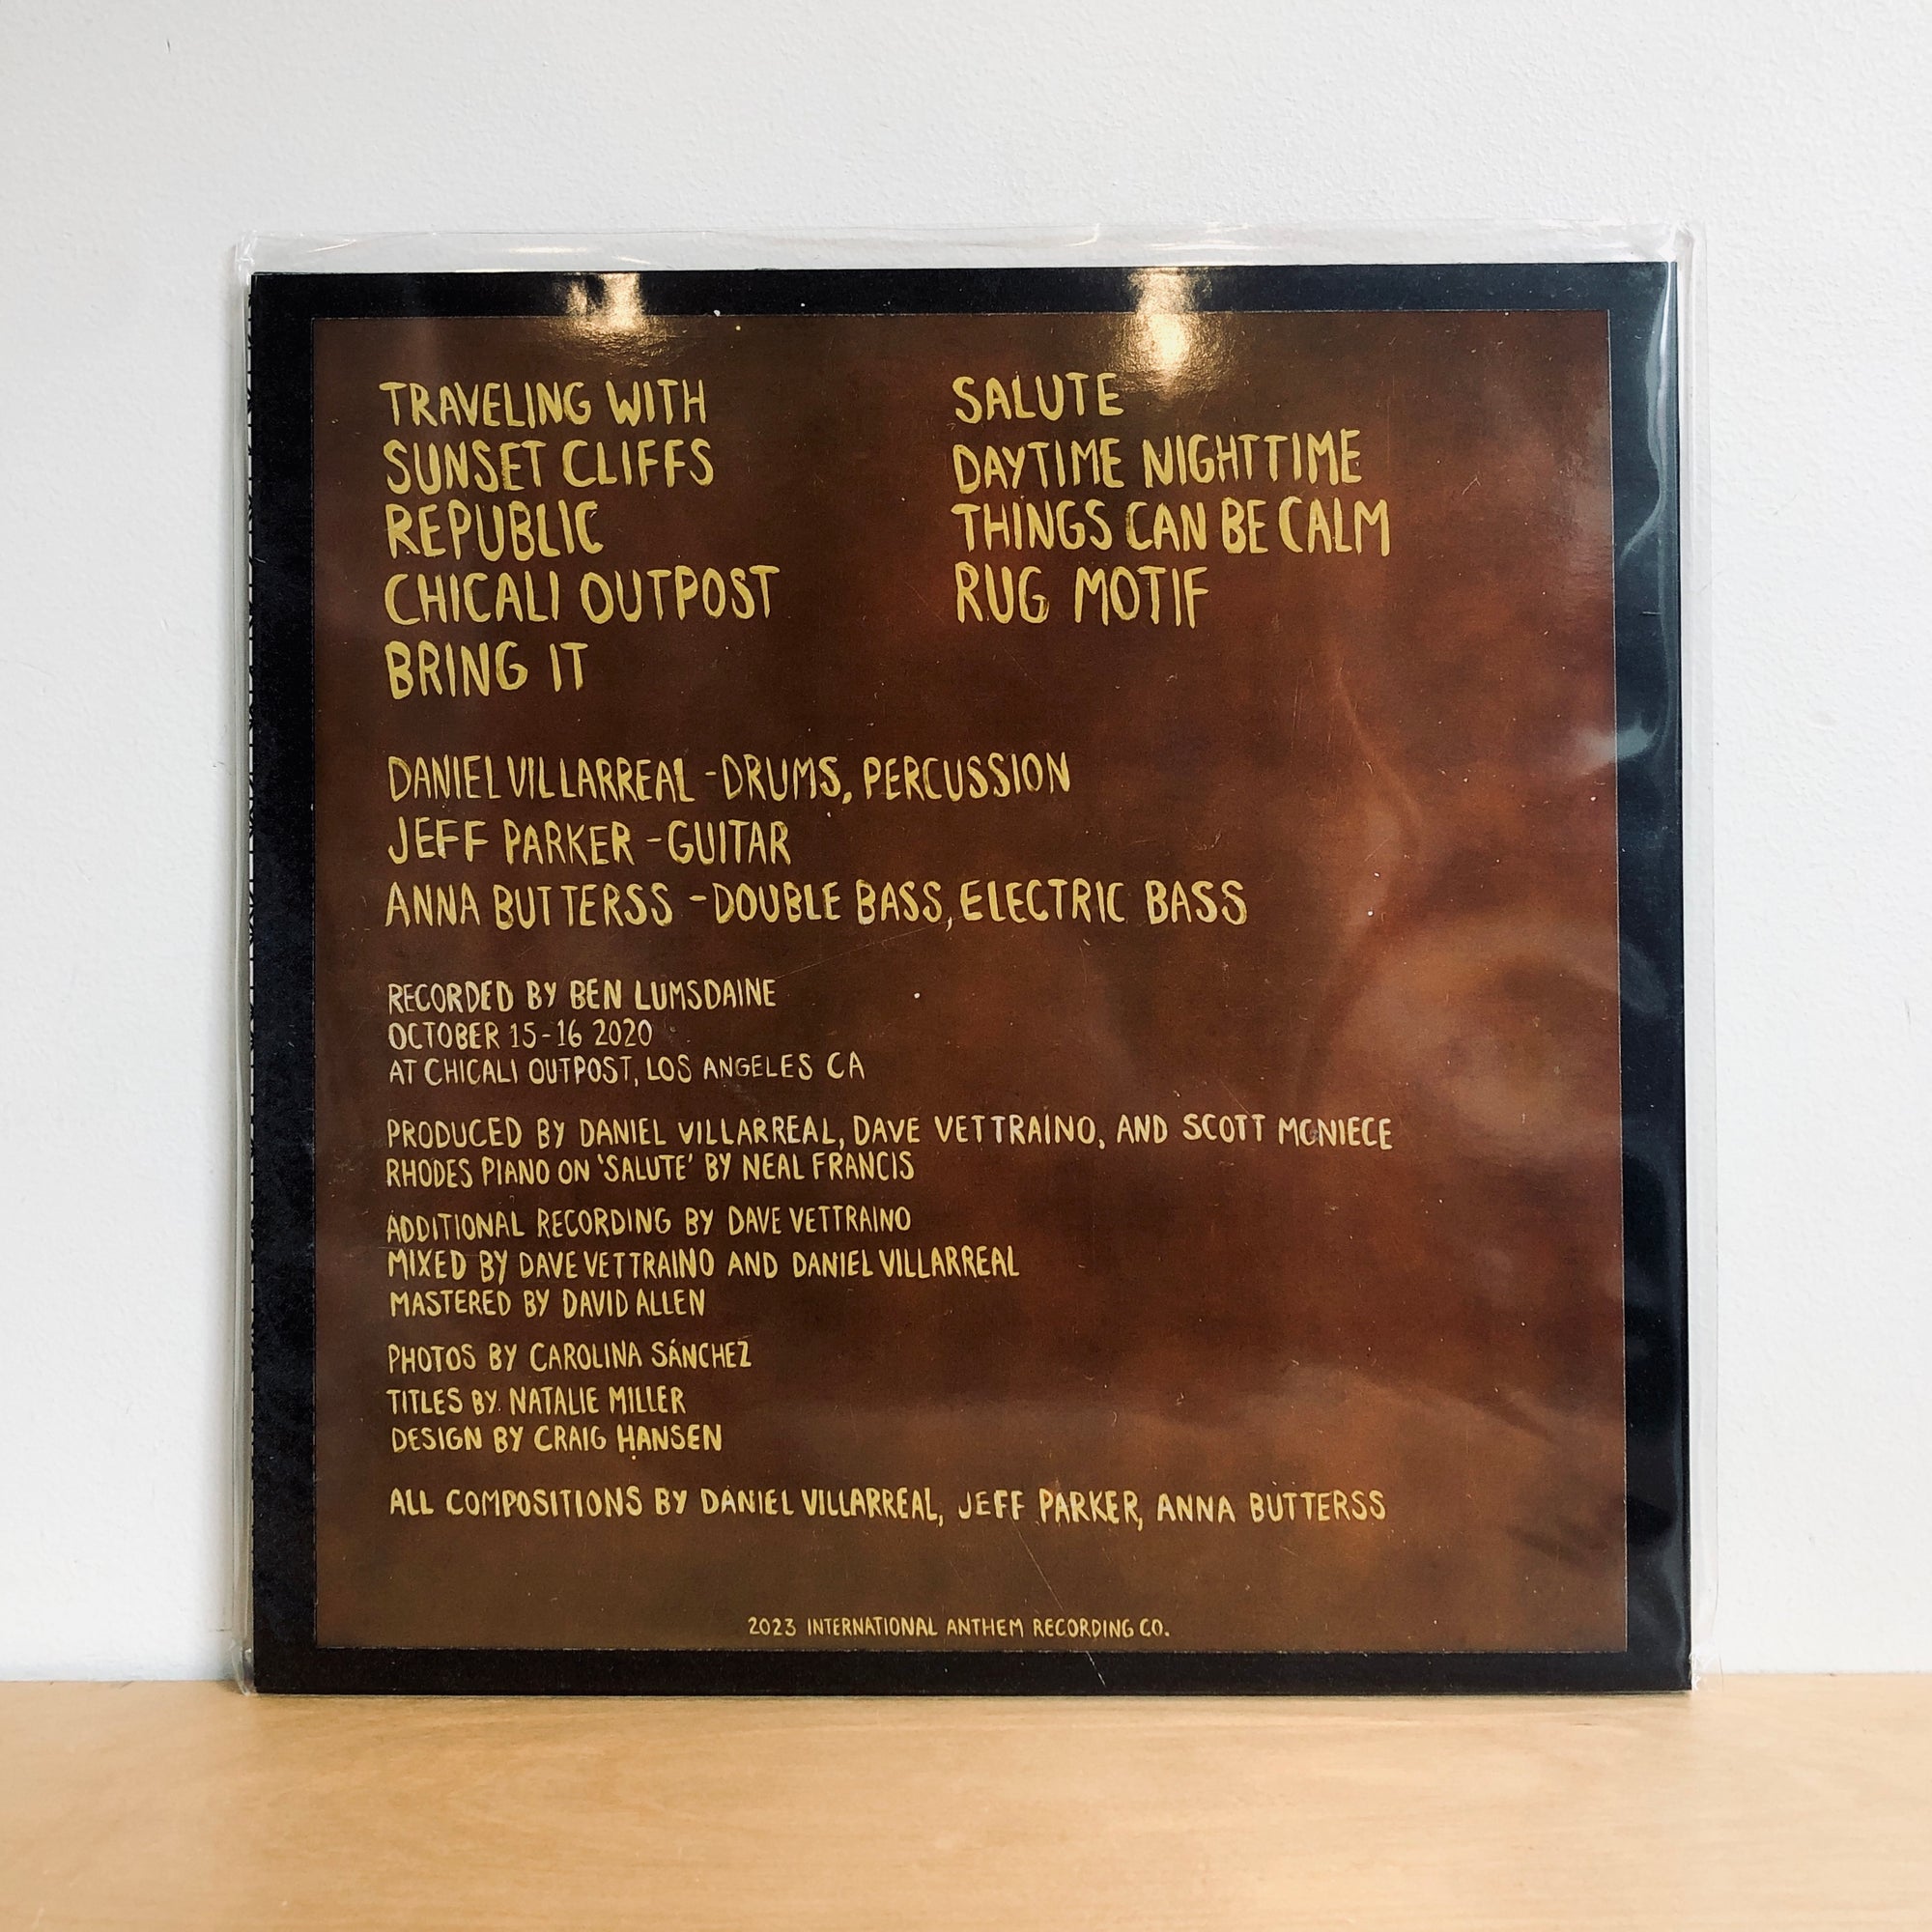 TRAVELING WITH
SUNSET CLIFFS
REPUBLIC
CHICALI OUTPOST
BRING IT
SALUTE
DAYTIME NIGHTTIME
THINGS CAN BE CALM
RUG MOTIF
DANIEL VILLARREAL - DRUMS, PERCUSSION
JEFF PARKER - GUITAR
ANNA BUTTERSS - DOUBLE BASS, ELECTRIC BASS
RECORDED BY BEN LUMSDAINE
OCTOBER 15-16 2020
AT CHICALI OUTPOST, LOS ANGELES CA
PRODUCED BY DANIEL VILLARREAL, DAVE VETTRAINO, AND SCOTT MCNIECE
RHODES PIANO ON 'SALUTE' BY NEAL FRANCIS
ADDITIONAL RECORDING BY DAVE VETTRAINO
MIXED BY DAVE VETTRAINO AND DANIEL VILLARREAL
MASTERED BY DAVID ALLEN
PHOTOS BY CAROLINA SÁNCHEZ
TITLES BY NATALIE MILLER
DESIGN BY CRAIG HANSEN
ALL COMPOSITIONS BY DANIEL VILLARREAL, JEFF PARKER, ANNA BUTTERSS
2023 INTERNATIONAL ANTHEM RECORDING CO.